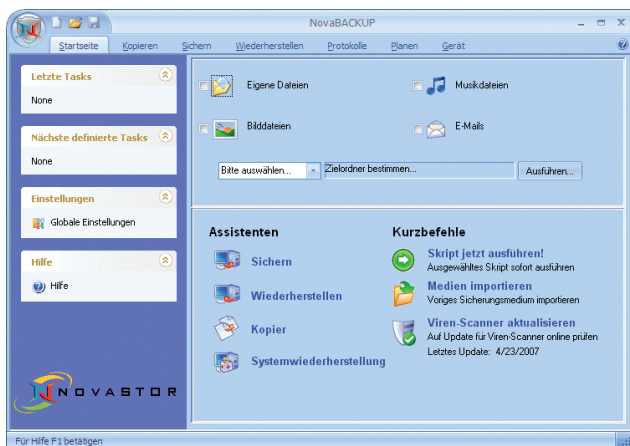 NovaBACKUP
Startseite Kopieren Sichern Wiederherstellen Protokolle Planen Gerät
Letzte Tasks
None
Nächste definierte Tasks
None
Einstellungen
Globale Einstellungen
Hilfe
Hilfe
NOVASTOR
Eigene Dateien
Musikdateien
Bilddateien
E-Mails
Bitte auswählen... Zielordner bestimmen... Ausführen...
Assistenten
Sichern
Wiederherstellen
Kopier
Systemwiederherstellung
Kurzbefehle
Skript jetzt ausführen!
Ausgewähltes Skript sofort ausführen
Medien importieren
Voriges Sicherungsmedium importieren
Viren-Scanner aktualisieren
Auf Update für Viren-Scanner online prüfen
Letztes Update: 4/23/2007
Für Hilfe F1 betätigen